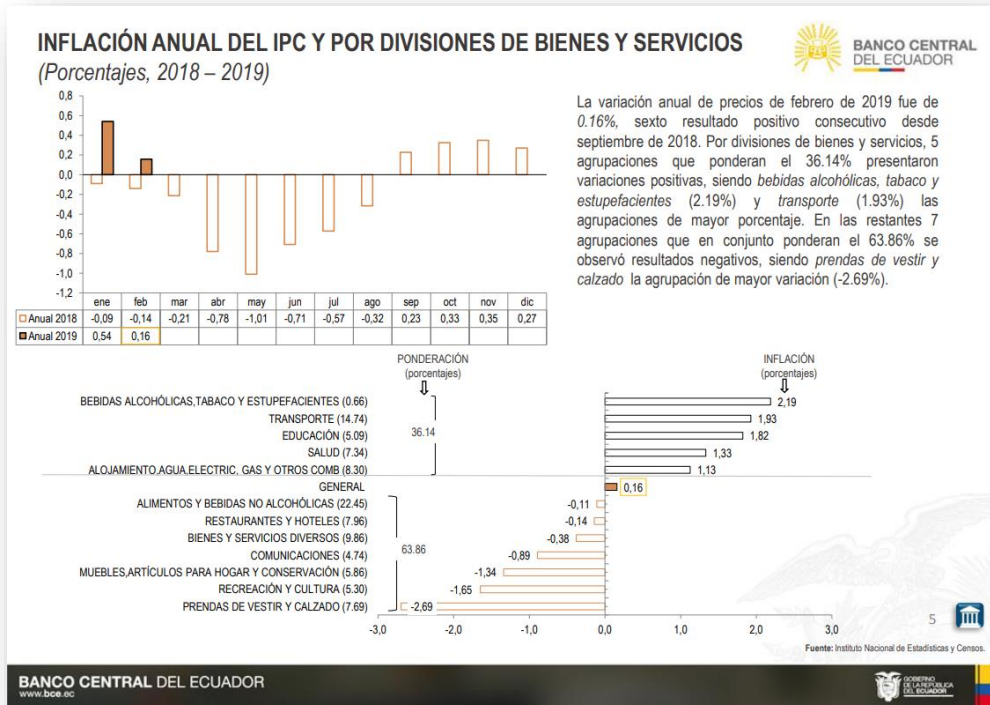 INFLACIÓN ANUAL DEL IPC Y POR DIVISIONES DE BIENES Y SERVICIOS
(Porcentajes, 2018 – 2019)
BANCO CENTRAL
DEL ECUADOR
0,8
0,6
0,4
0,2
0,0
-0,2
-0,4
-0,6
-0,8
-1,0
-1,2
ene feb mar abr may jun jul ago sep oct nov dic
Anual 2018 -0,09 -0,14 -0,21 -0,78 -1,01 -0,71 -0,57 -0,32 0,23 0,33 0,35 0,27
Anual 2019 0,54 0,16
La variación anual de precios de febrero de 2019 fue de
0.16%, sexto resultado positivo consecutivo desde
septiembre de 2018. Por divisiones de bienes y servicios, 5
agrupaciones que ponderan el 36.14% presentaron
variaciones positivas, siendo bebidas alcohólicas, tabaco y
estupefacientes (2.19%) y transporte (1.93%) las
agrupaciones de mayor porcentaje. En las restantes 7
agrupaciones que en conjunto ponderan el 63.86% se
observó resultados negativos, siendo prendas de vestir y
calzado la agrupación de mayor variación (-2.69%).
PONDERACIÓN
(porcentajes)
INFLACIÓN
(porcentajes)
BEBIDAS ALCOHÓLICAS,TABACO Y ESTUPEFACIENTES (0.66) 2,19
TRANSPORTE (14.74) 1,93
EDUCACIÓN (5.09) 36.14 1,82
SALUD (7.34) 1,33
ALOJAMIENTO,AGUA,ELECTRIC. GAS Y OTROS COMB (8.30) 1,13
GENERAL 0,16
ALIMENTOS Y BEBIDAS NO ALCOHÓLICAS (22.45) -0,11
RESTAURANTES Y HOTELES (7.96) -0,14
BIENES Y SERVICIOS DIVERSOS (9.86) -0,38
COMUNICACIONES (4.74) 63.86 -0,89
MUEBLES,ARTÍCULOS PARA HOGAR Y CONSERVACIÓN (5.86) -1,34
RECREACIÓN Y CULTURA (5.30) -1,65
PRENDAS DE VESTIR Y CALZADO (7.69) -2,69
-3,0 -2,0 -1,0 0,0 1,0 2,0 3,0
5
Fuente: Instituto Nacional de Estadísticas y Censos.
BANCO CENTRAL DEL ECUADOR
www.bce.ec
GOBIERNO
DE LA REPÚBLICA
DEL ECUADOR